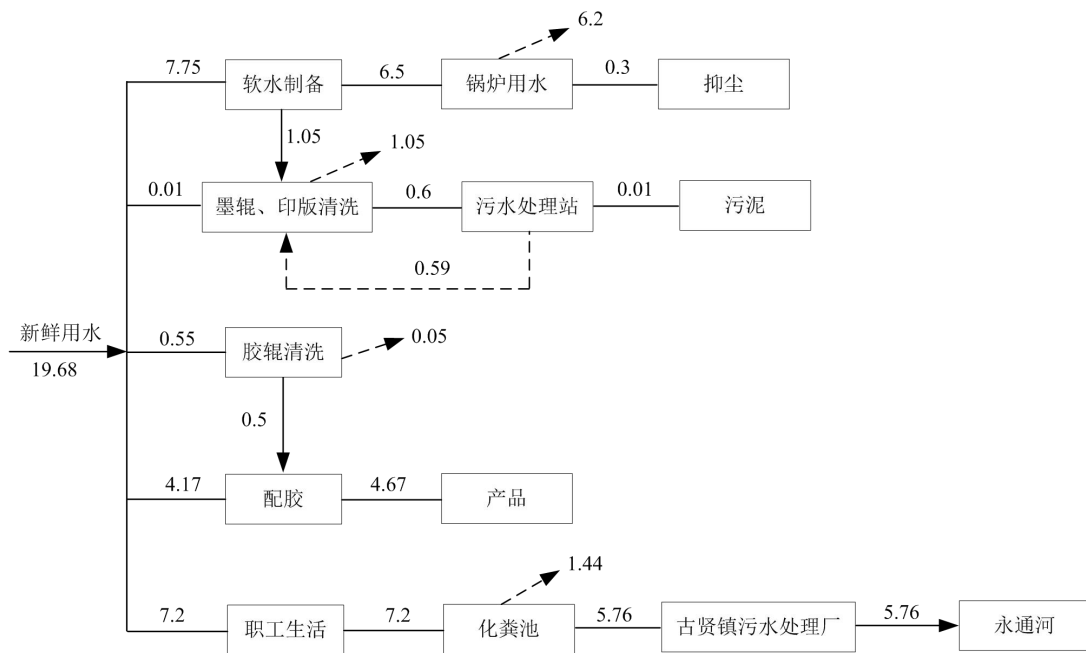 6.2
7.75
软水制备
6.5
锅炉用水
0.3
抑尘
1.05
1.05
0.01
墨辊、印版清洗
0.6
污水处理站
0.01
污泥
0.59
新鲜用水
19.68
0.55
胶辊清洗
0.05
0.5
4.17
配胶
4.67
产品
1.44
7.2
职工生活
7.2
化粪池
5.76
古贤镇污水处理厂
5.76
永通河